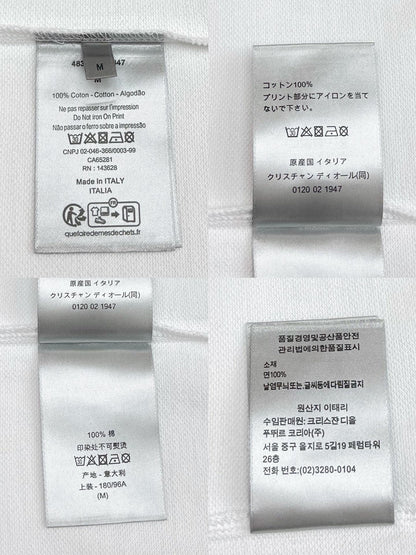 M
M
100% Coton - Cotton - Algodão
Ne pas repasser sur l'impression
Do Not Iron On Print
Não passar o ferro sobre a impressão
CNPJ 02-046-366/0003-99
CA65281
RN : 143628
Made In ITALY
ITALIA
FR
quefairedemesdechets.fr
コットン100%
プリント部分にアイロンを当て
ないで下さい。
原産国 イタリア
クリスチャン ディオール(同)
0120 02 1947
原産国 イタリア
クリスチャン ディオール(同)
0120 02 1947
100% 棉
印染处不可熨烫
产地 - 意大利
上装 - 180/96A
(M)
품질경영및공산품안전
관리법에의한품질표시
소재
면100%
날염무늬또는,글씨등에다림질금지
원산지 이태리
수입판매원: 크리스쟌 디올
꾸뛰르 코리아(주)
서울 중구 을지로 5길19 페럼타워
26층
전화 번호:(02)3280-0104